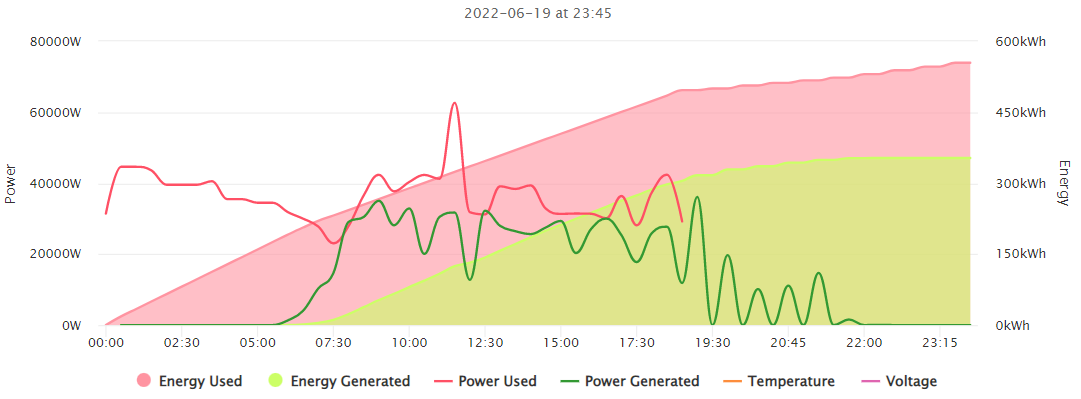 2022-06-19 at 23:45
80000W
600kWh
60000W
450kWh
Power
40000W
300kWh
Energy
20000W
150kWh
0W
0kWh
00:00 02:30 05:00 07:30 10:00 12:30 15:00 17:30 19:30 20:45 22:00 23:15
Energy Used Energy Generated Power Used Power Generated Temperature Voltage